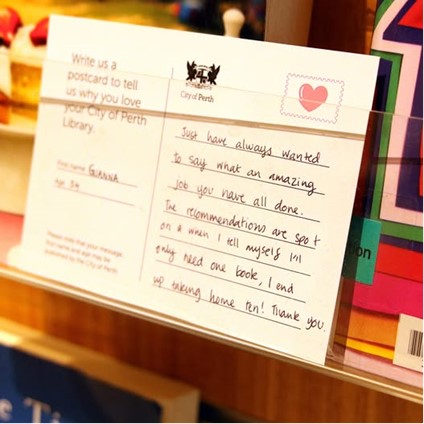 Write us a
postcard to tell
us why you love
your City of Perth
Library.
First name: GIANNA
Age: 34
Please note that your message,
first name and age may be
published by the City of Perth
City of Perth
Just have always wanted
to say what an amazing
job you have all done.
The recommendations are spot
on & when I tell myself I'll
only need one book, I end
up taking home ten! Thank you.
on
e Ti